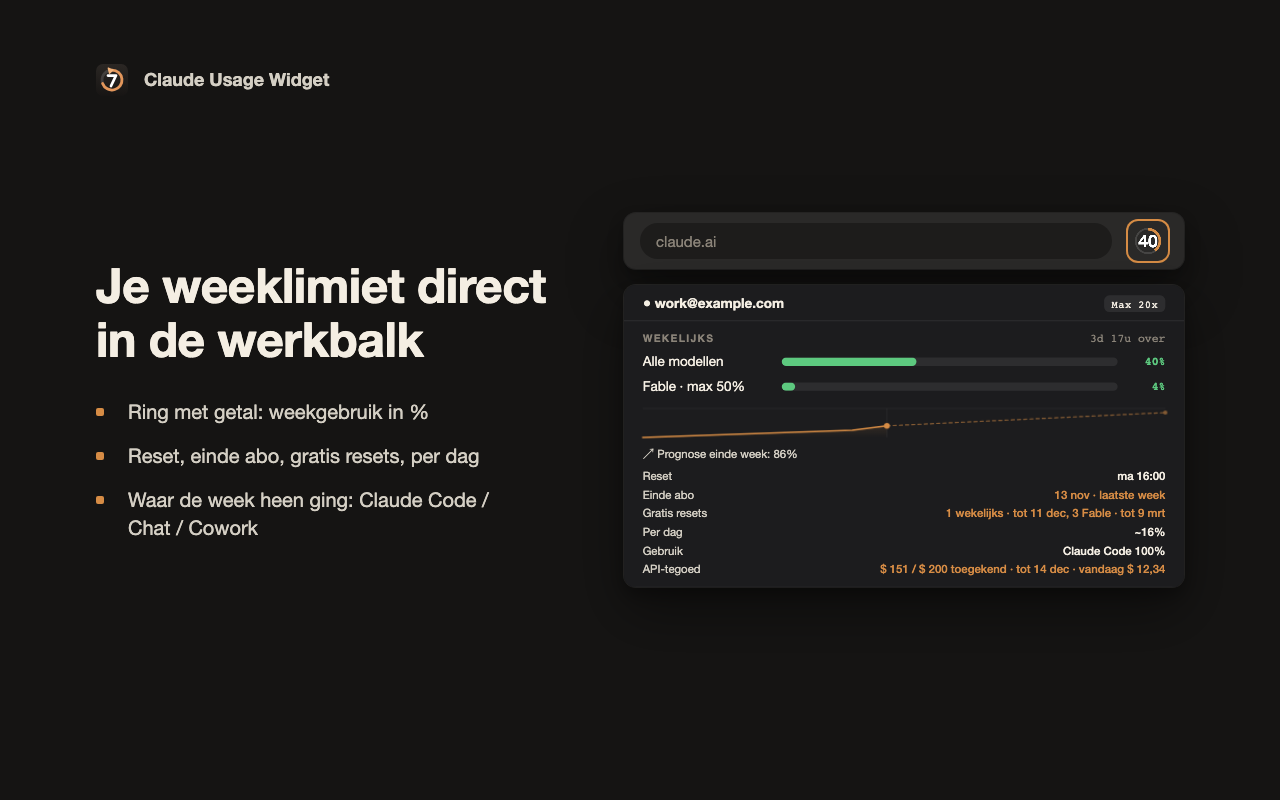 7 Claude Usage Widget
Je weeklimiet direct
in de werkbalk
Ring met getal: weekgebruik in %
Reset, einde abo, gratis resets, per dag
Waar de week heen ging: Claude Code /
Chat / Cowork
claude.ai 40
work@example.com Max 20x
WEKELIJKS 3d 17u over
Alle modellen 40%
Fable · max 50% 4%
Prognose einde week: 86%
Reset ma 16:00
Einde abo 13 nov · laatste week
Gratis resets 1 wekelijks · tot 11 dec, 3 Fable · tot 9 mrt
Per dag ~16%
Gebruik Claude Code 100%
API-tegoed $ 151 / $ 200 toegekend · tot 14 dec · vandaag $ 12,34